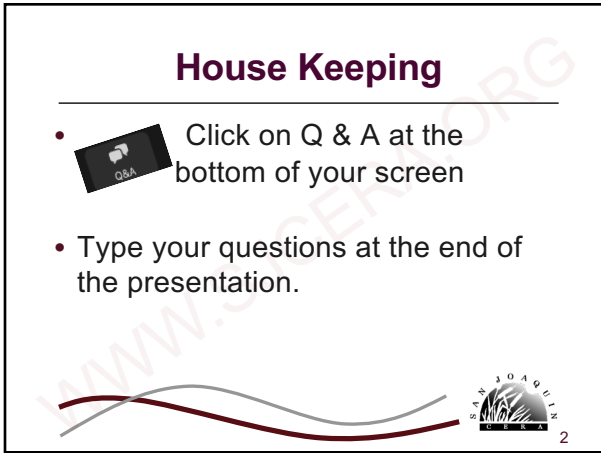 House Keeping
• Click on Q & A at the
Q&A
bottom of your screen
• Type your questions at the end of
the presentation.
WWW.SJCERA.ORG
SAN JOAQUIN
CERA
2